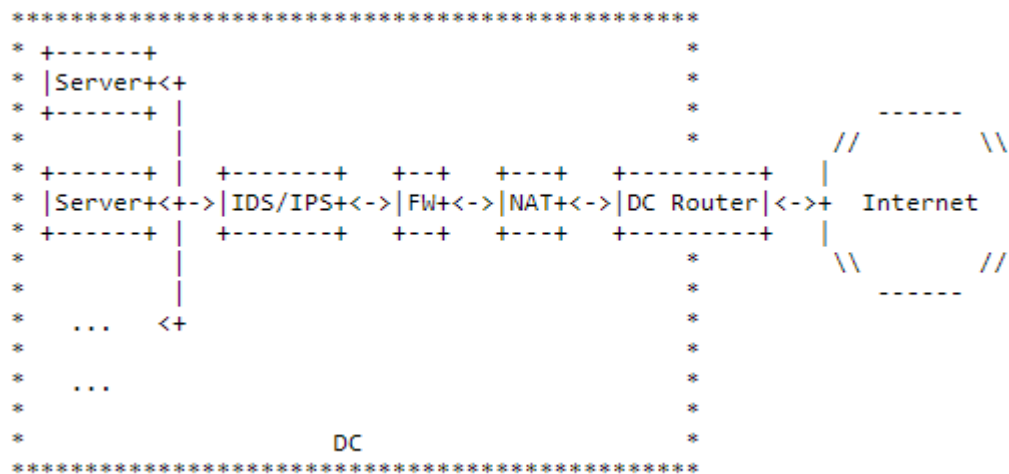 ***********************************************
* +------+                                    *
* |Server+<+                                  *
* +------+ |                                  *            ------
*          |                                  *         //        \\
* +------+ |  +-------+   +--+   +---+   +---------+   |
* |Server+<+->|IDS/IPS+<->|FW+<->|NAT+<->|DC Router|<->+  Internet
* +------+ |  +-------+   +--+   +---+   +---------+   |
*          |                                  *         \\        //
*          |                                  *            ------
*   ...   <+                                  *
*                                             *
*   ...                                       *
*                                             *
*                     DC                      *
***********************************************